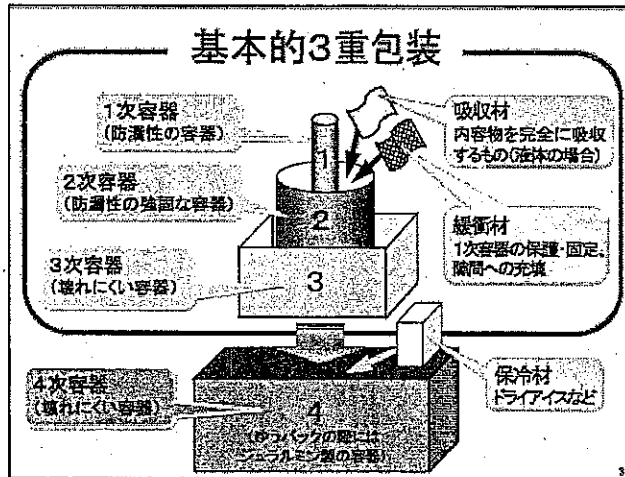 基本的3重包装
1次容器
(防漏性の容器)
吸収材
内容物を完全に吸収
するもの(液体の場合)
1
2次容器
(防漏性の強固な容器)
2
緩衝材
1次容器の保護・固定、
隙間への充填
3次容器
(壊れにくい容器)
3
4次容器
(壊れにくい容器)
保冷材
ドライアイスなど
4
(ゆうパックの際には
ジュラルミン製の容器)
3